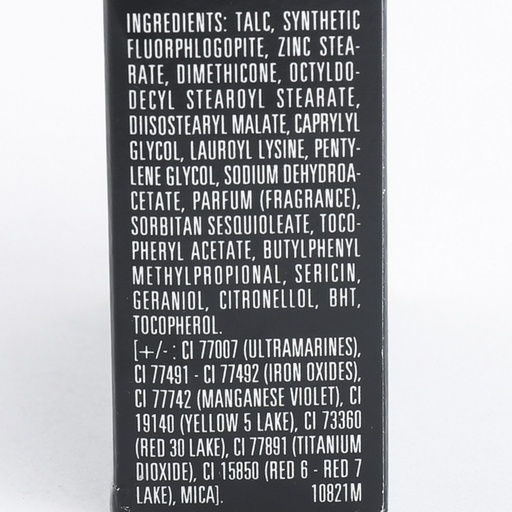 INGREDIENTS: TALC, SYNTHETIC
FLUORPHLOGOPITE, ZINC STEA-
RATE, DIMETHICONE, OCTYLDO-
DECYL STEAROYL STEARATE,
DIISOSTEARYL MALATE, CAPRYLYL
GLYCOL, LAUROYL LYSINE, PENTY-
LENE GLYCOL, SODIUM DEHYDROA-
CETATE, PARFUM (FRAGRANCE),
SORBITAN SESQUIOLEATE, TOCO-
PHERYL ACETATE, BUTYLPHENYL
METHYLPROPIONAL, SERICIN,
GERANIOL, CITRONELLOL, BHT,
TOCOPHEROL.
[+/- : CI 77007 (ULTRAMARINES),
CI 77491 - CI 77492 (IRON OXIDES),
CI 77742 (MANGANESE VIOLET), CI
19140 (YELLOW 5 LAKE), CI 73360
(RED 30 LAKE), CI 77891 (TITANIUM
DIOXIDE), CI 15850 (RED 6 - RED 7
LAKE), MICA]. 10821M